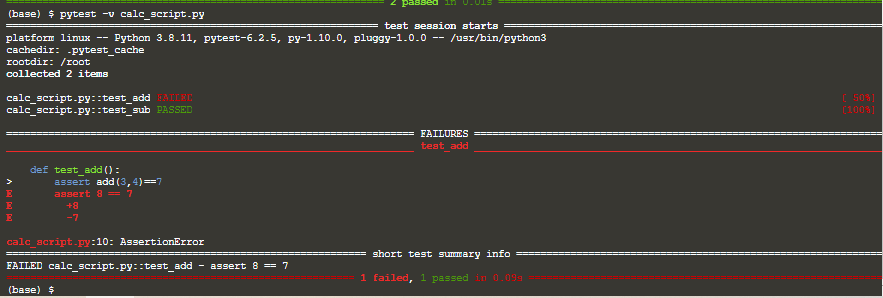 2 passed in 0.01s
(base) $ pytest -v calc_script.py
test session starts
platform linux -- Python 3.8.11, pytest-6.2.5, py-1.10.0, pluggy-1.0.0 -- /usr/bin/python3
cachedir: .pytest_cache
rootdir: /root
collected 2 items
calc_script.py::test_add FAILED ( 50%)
calc_script.py::test_sub PASSED (100%)
FAILURES
test_add
def test_add():
> assert add(3,4)==7
E assert 8 == 7
E +8
E -7
calc_script.py:10: AssertionError
short test summary info
FAILED calc_script.py::test_add - assert 8 == 7
1 failed, 1 passed in 0.03s
(base) $